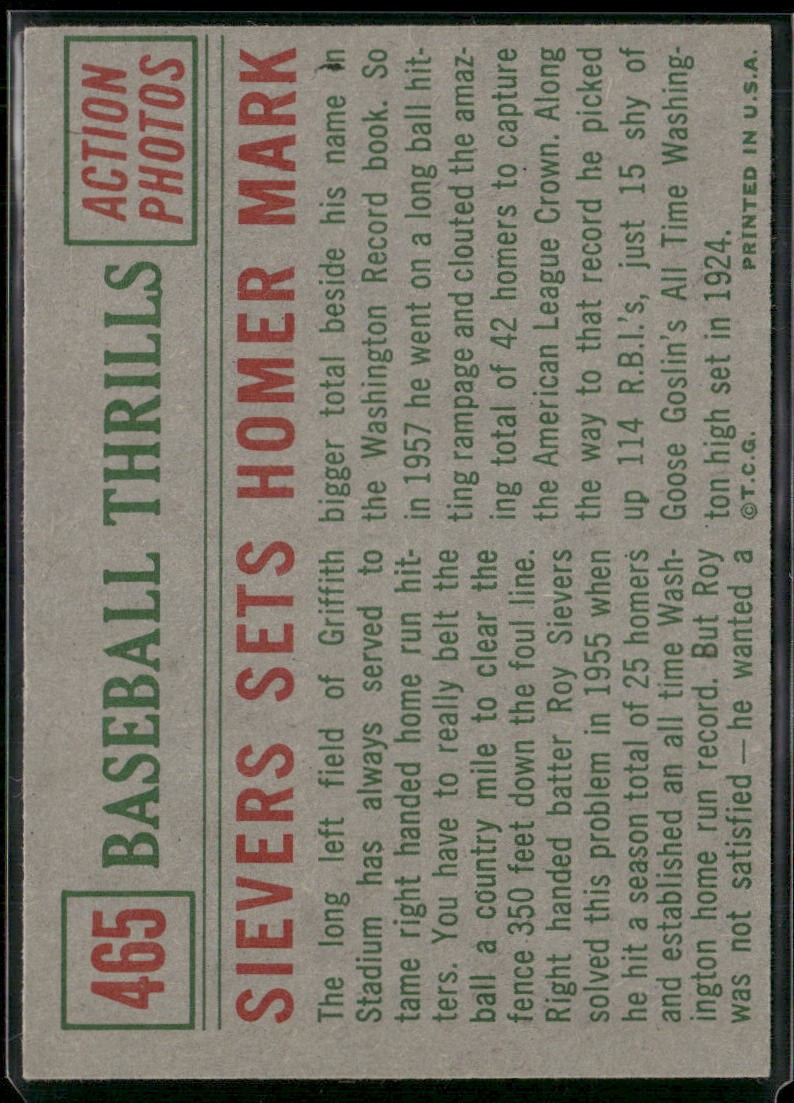 465
BASEBALL THRILLS
ACTION
PHOTOS
SIEVERS SETS HOMER MARK
The long left field of Griffith
Stadium has always served to
tame right handed home run hit-
ters. You have to really belt the
ball a country mile to clear the
fence 350 feet down the foul line.
Right handed batter Roy Sievers
solved this problem in 1955 when
he hit a season total of 25 homers
and established an all time Wash-
ington home run record. But Roy
was not satisfied — he wanted a
bigger total beside his name in
the Washington Record book. So
in 1957 he went on a long ball hit-
ting rampage and clouted the amaz-
ing total of 42 homers to capture
the American League Crown. Along
the way to that record he picked
up 114 R.B.I.'s, just 15 shy of
Goose Goslin's All Time Washing-
ton high set in 1924.
©T.C.G. PRINTED IN U.S.A.